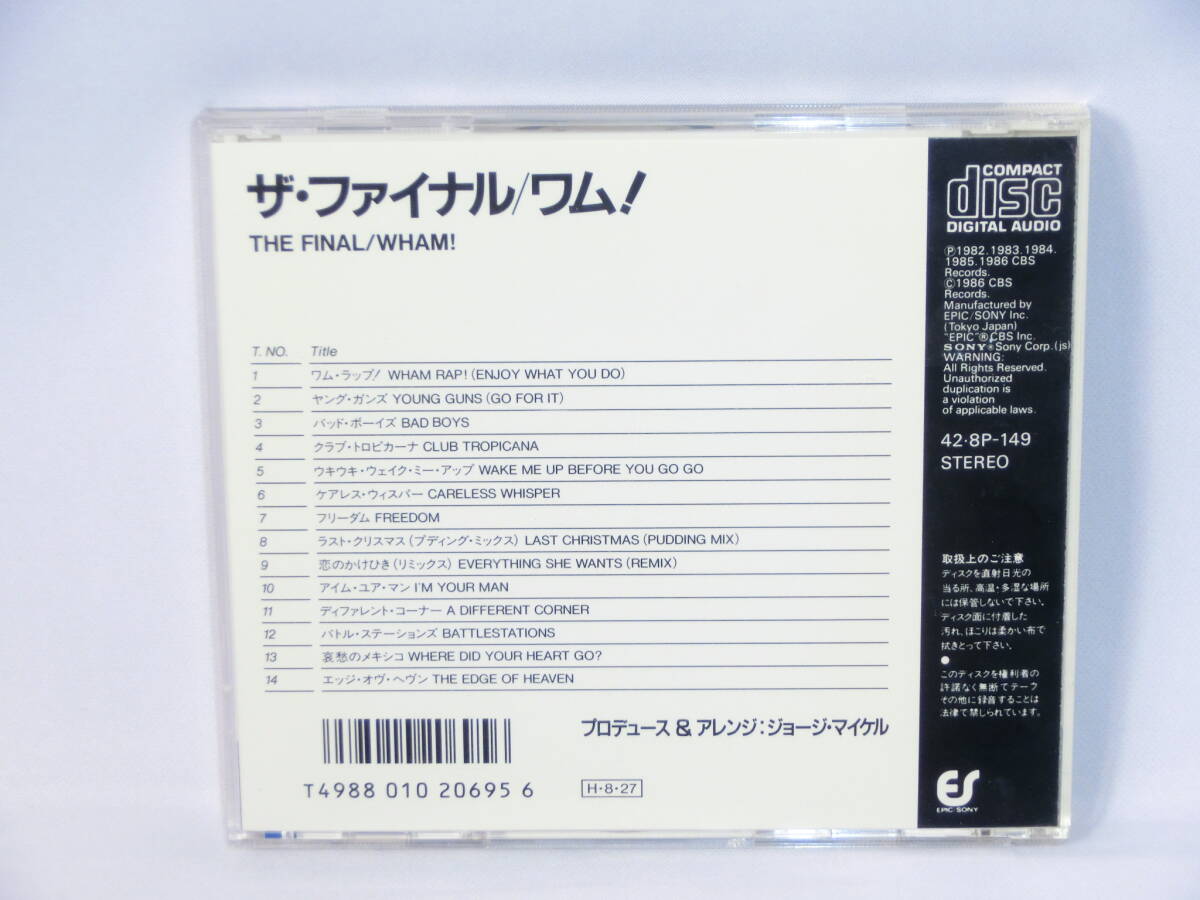 ザ・ファイナル/ワム!
THE FINAL/WHAM!
T. NO. Title
1 ワム・ラップ! WHAM RAP! (ENJOY WHAT YOU DO)
2 ヤング・ガンズ YOUNG GUNS (GO FOR IT)
3 バッド・ボーイズ BAD BOYS
4 クラブ・トロピカーナ CLUB TROPICANA
5 ウキウキ・ウェイク・ミー・アップ WAKE ME UP BEFORE YOU GO GO
6 ケアレス・ウィスパー CARELESS WHISPER
7 フリーダム FREEDOM
8 ラスト・クリスマス (プディング・ミックス) LAST CHRISTMAS (PUDDING MIX)
9 恋のかけひき (リミックス) EVERYTHING SHE WANTS (REMIX)
10 アイム・ユア・マン I'M YOUR MAN
11 ディファレント・コーナー A DIFFERENT CORNER
12 バトル・ステーションズ BATTLESTATIONS
13 哀愁のメキシコ WHERE DID YOUR HEART GO?
14 エッジ・オヴ・ヘヴン THE EDGE OF HEAVEN
プロデュース & アレンジ:ジョージ・マイケル
T4988 010 20695 6
H・8・27
COMPACT
disc
DIGITAL AUDIO
Ⓟ1982.1983.1984.
1985.1986 CBS
Records.
Ⓒ1986 CBS
Records.
Manufactured by
EPIC/SONY Inc.
(Tokyo Japan)
"EPIC"®CBS Inc.
SONY®Sony Corp.(js)
WARNING:
All Rights Reserved.
Unauthorized
duplication is
a violation
of applicable laws.
42・8P-149
STEREO
取扱上のご注意
ディスクを直射日光の
当る所、高温・多湿な場所
には保管しないで下さい。
ディスク面に付着した
汚れ、ほこりは柔かい布で
拭きとって下さい。
●
このディスクを権利者の
許諾なく無断でテープ
その他に録音することは
法律で禁じられています。
ES
EPIC SONY